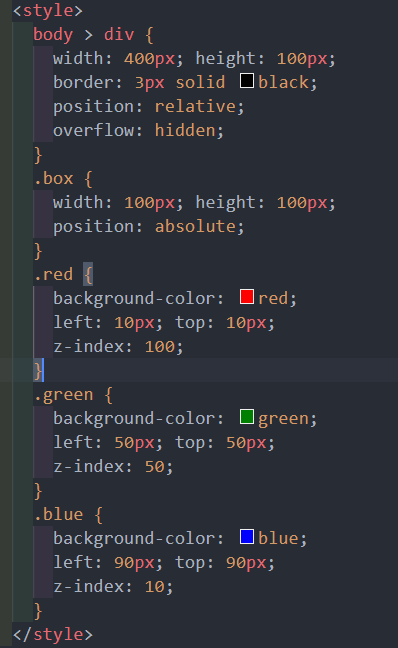 <style>
body > div {
width: 400px; height: 100px;
border: 3px solid black;
position: relative;
overflow: hidden;
}
.box {
width: 100px; height: 100px;
position: absolute;
}
.red {
background-color: red;
left: 10px; top: 10px;
z-index: 100;
}
.green {
background-color: green;
left: 50px; top: 50px;
z-index: 50;
}
.blue {
background-color: blue;
left: 90px; top: 90px;
z-index: 10;
}
</style>